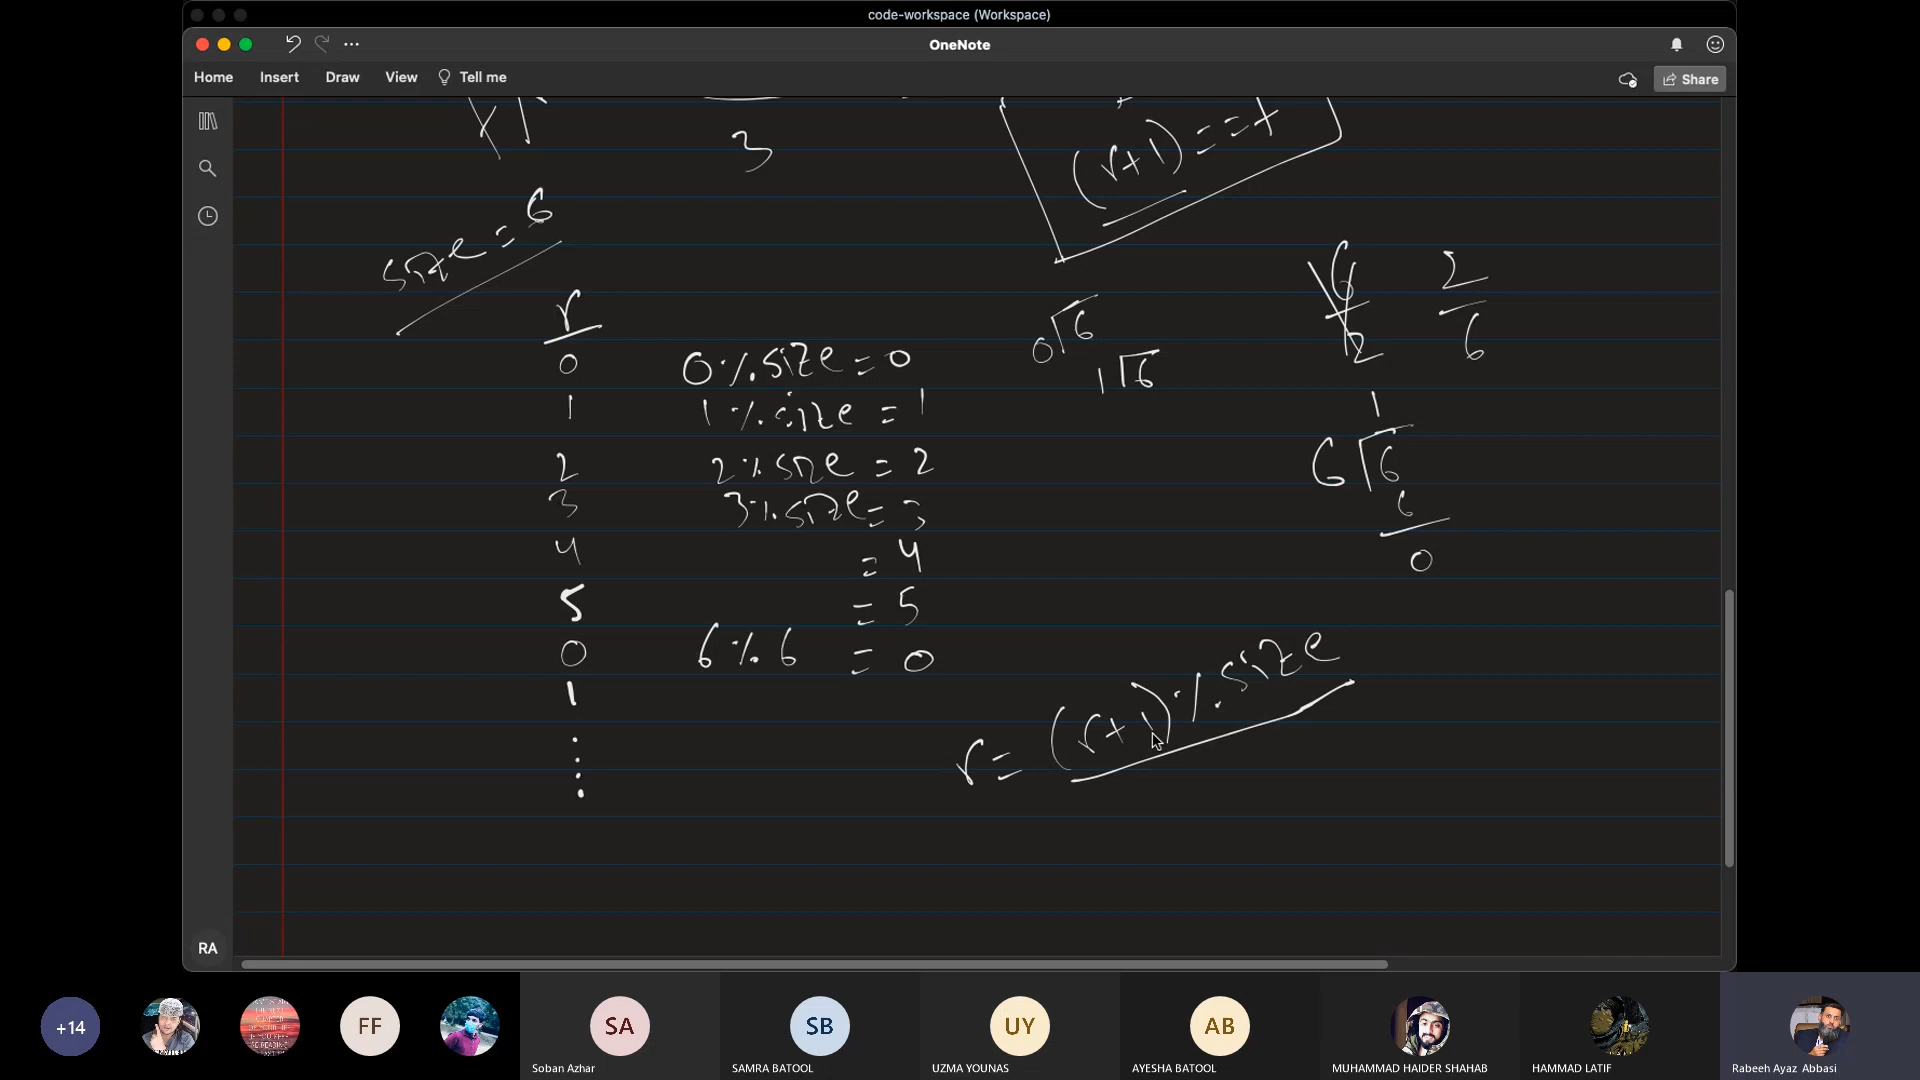 code-workspace (Workspace)
OneNote
Home Insert Draw View Tell me
Share
3
(r+1)==f
size = 6
r
0 0 % size = 0
1 1 % size = 1
2 2 % size = 2
3 3 % size = 3
4 = 4
5 = 5
0 6 % 6 = 0
1
0 6
1 6
6
2
2
6
1
6 6
6
0
r = (r+1) % size
RA
+14
FF
SA
SB
UY
AB
Soban Azhar
SAMRA BATOOL
UZMA YOUNAS
AYESHA BATOOL
MUHAMMAD HAIDER SHAHAB
HAMMAD LATIF
Rabeeh Ayaz Abbasi